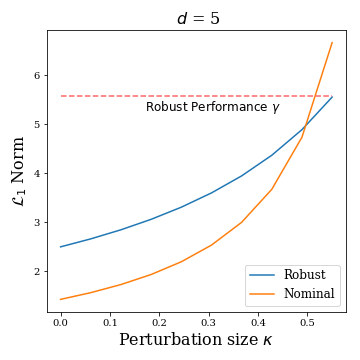 d = 5
6
5
4
3
2
ℒ₁ Norm
Robust Performance γ
Robust
Nominal
0.0 0.1 0.2 0.3 0.4 0.5
Perturbation size κ